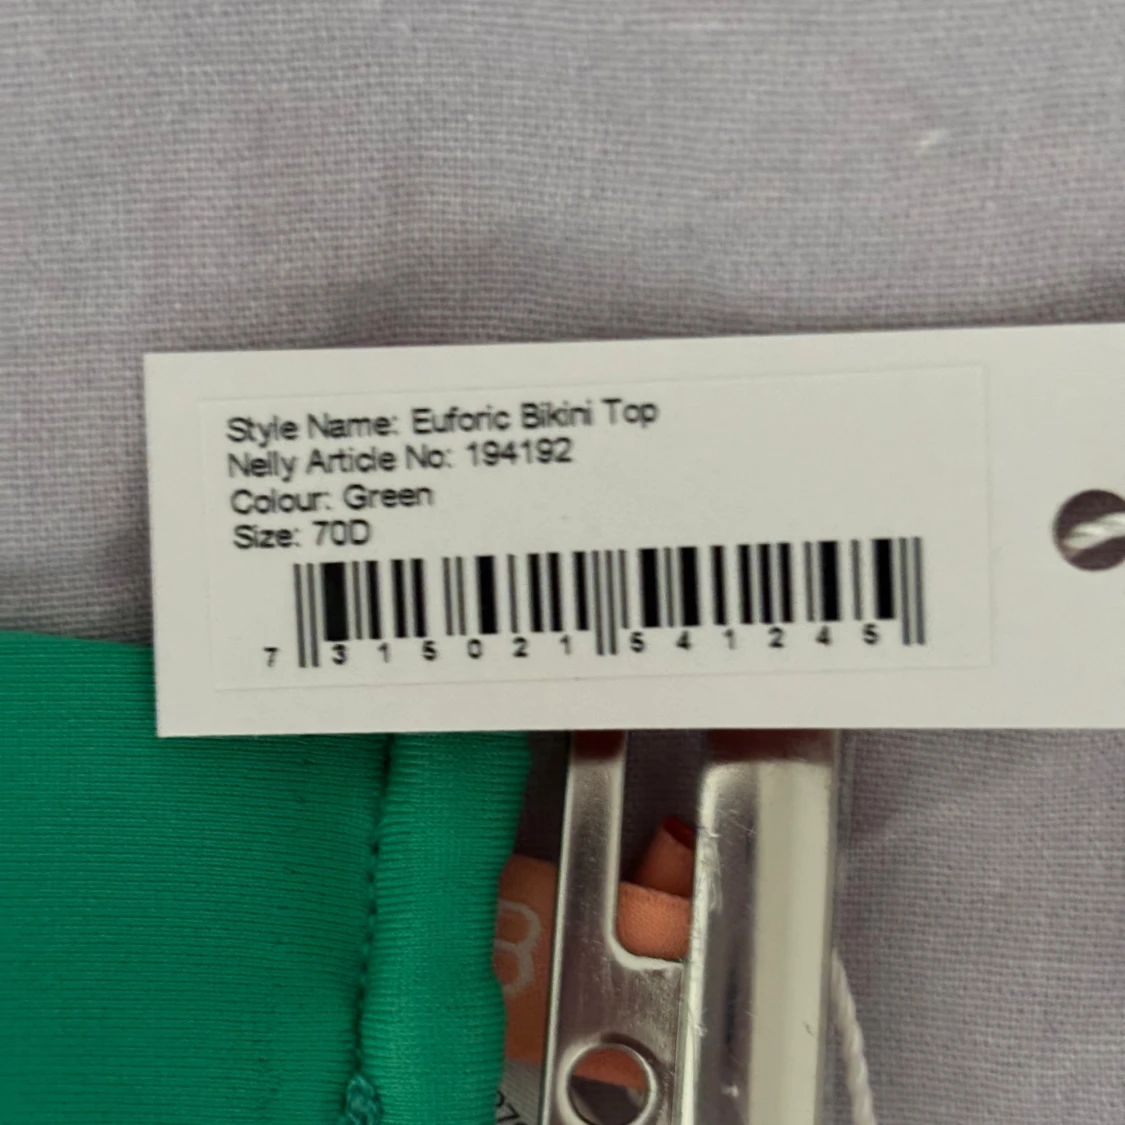 Style Name: Euforic Bikini Top
Nelly Article No: 194192
Colour: Green
Size: 70D
7 315021 541245